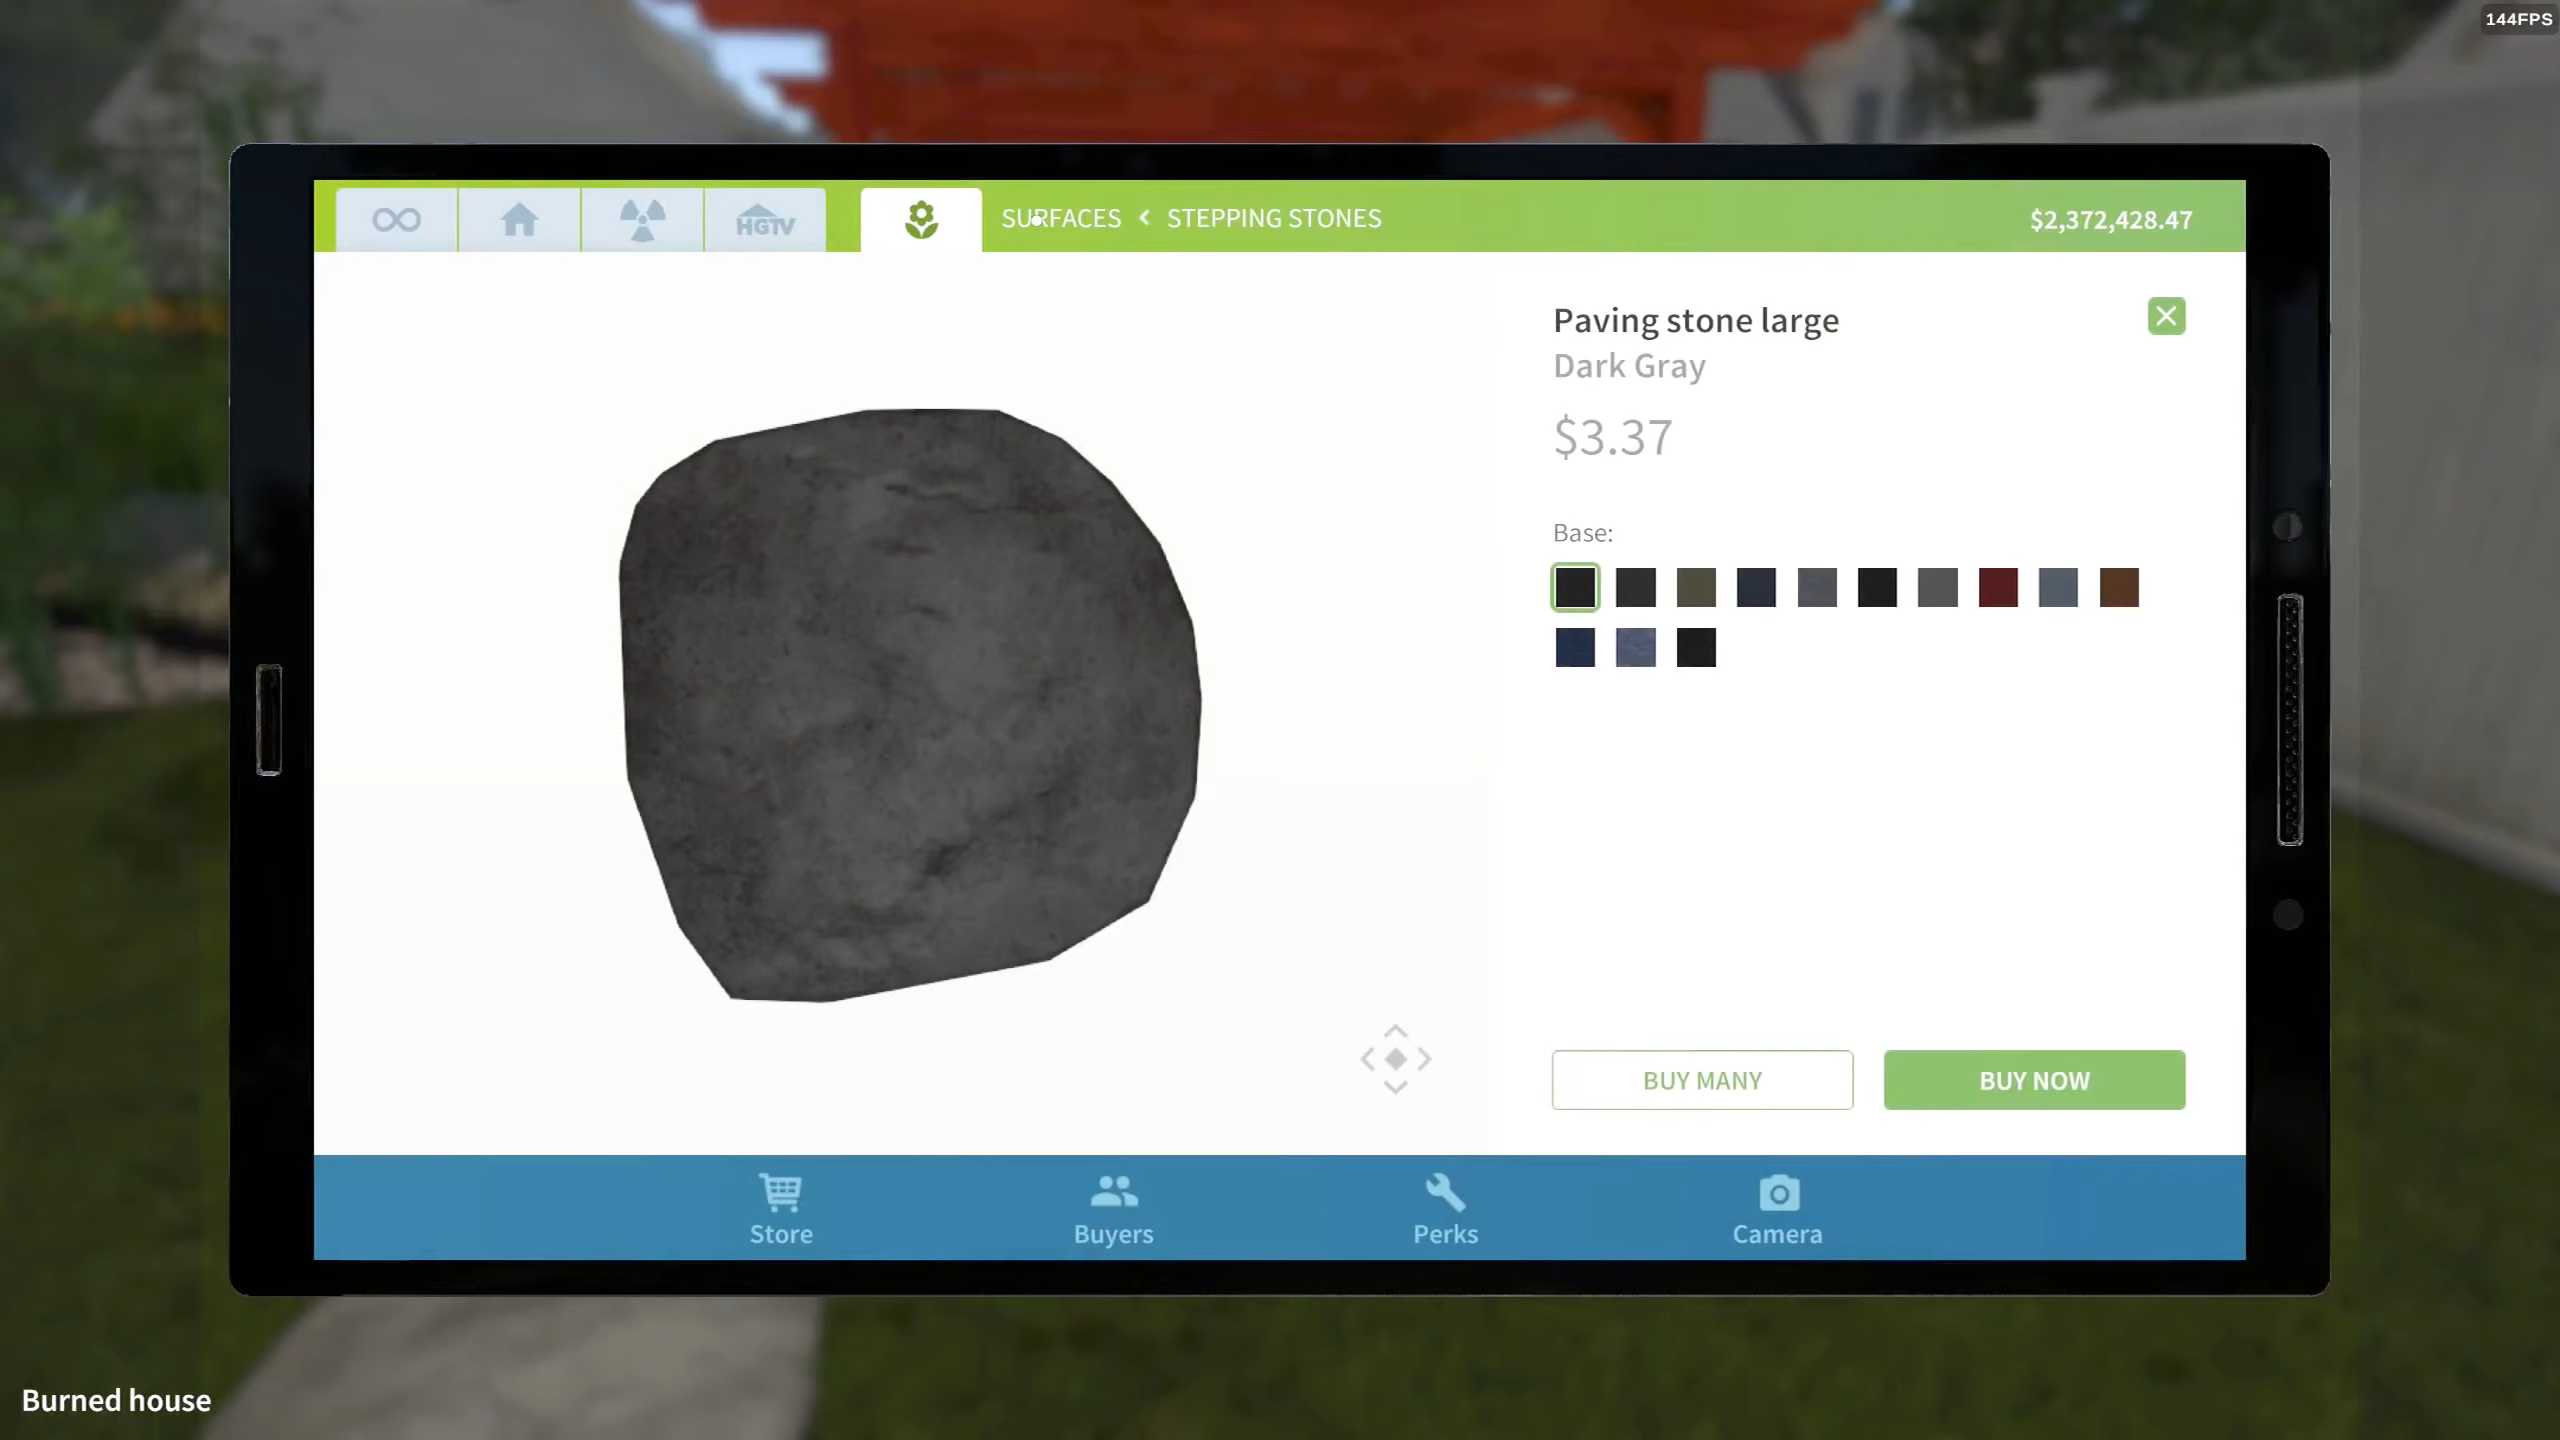 144FPS
HGTV
SURFACES < STEPPING STONES
$2,372,428.47
Paving stone large
Dark Gray
$3.37
Base:
BUY MANY
BUY NOW
Store
Buyers
Perks
Camera
Burned house